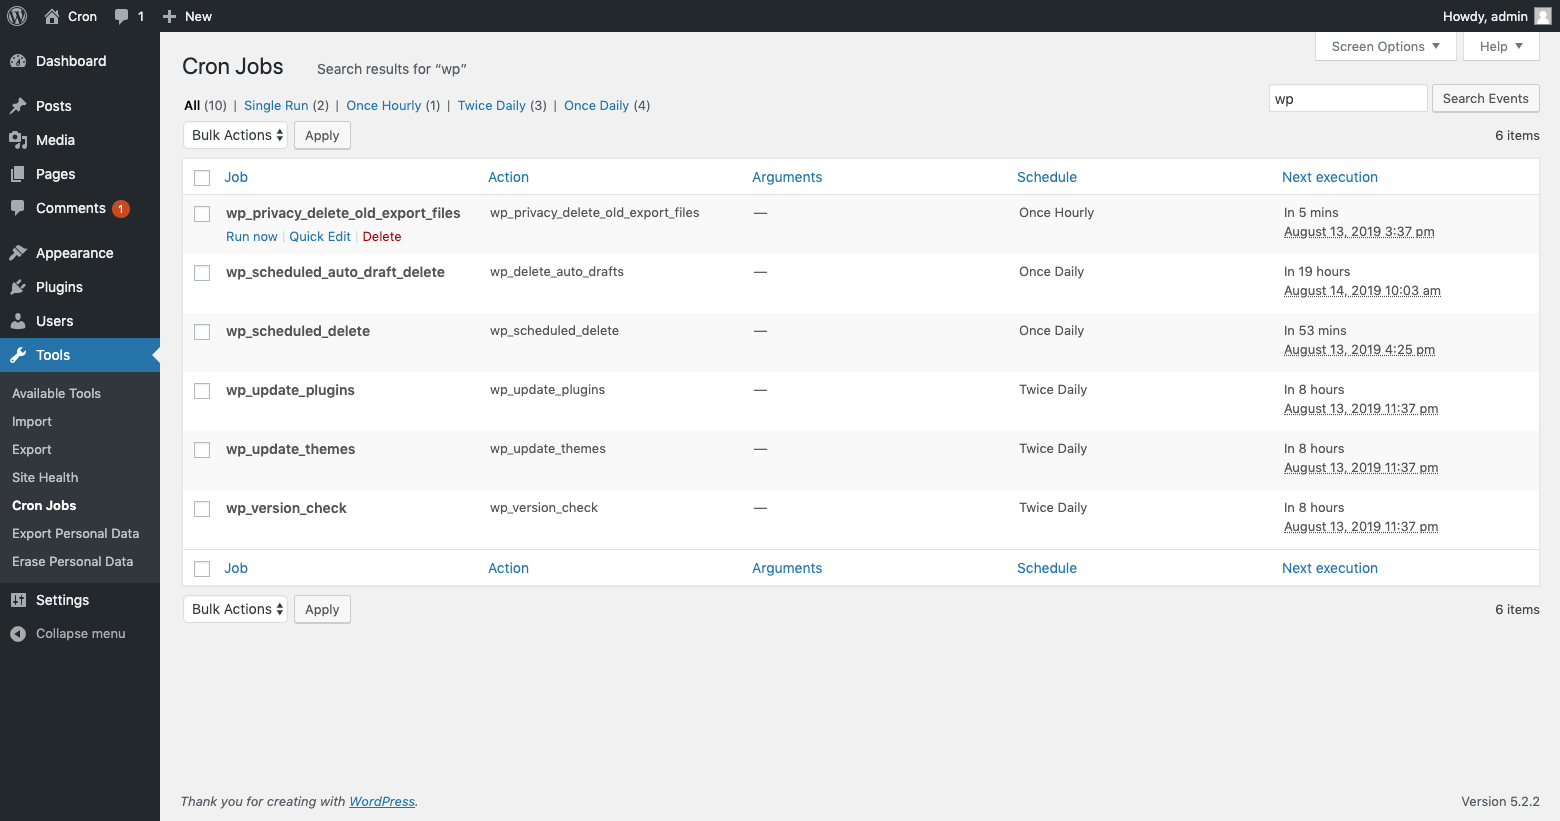 Cron 1 New Howdy, admin
Screen Options Help
Dashboard
Posts
Media
Pages
Comments 1
Appearance
Plugins
Users
Tools
Available Tools
Import
Export
Site Health
Cron Jobs
Export Personal Data
Erase Personal Data
Settings
Collapse menu
Cron Jobs Search results for “wp”
All (10) | Single Run (2) | Once Hourly (1) | Twice Daily (3) | Once Daily (4)
wp Search Events
Bulk Actions Apply 6 items
Job Action Arguments Schedule Next execution
wp_privacy_delete_old_export_files wp_privacy_delete_old_export_files — Once Hourly In 5 mins
Run now | Quick Edit | Delete August 13, 2019 3:37 pm
wp_scheduled_auto_draft_delete wp_delete_auto_drafts — Once Daily In 19 hours
August 14, 2019 10:03 am
wp_scheduled_delete wp_scheduled_delete — Once Daily In 53 mins
August 13, 2019 4:25 pm
wp_update_plugins wp_update_plugins — Twice Daily In 8 hours
August 13, 2019 11:37 pm
wp_update_themes wp_update_themes — Twice Daily In 8 hours
August 13, 2019 11:37 pm
wp_version_check wp_version_check — Twice Daily In 8 hours
August 13, 2019 11:37 pm
Job Action Arguments Schedule Next execution
Bulk Actions Apply 6 items
Thank you for creating with WordPress. Version 5.2.2